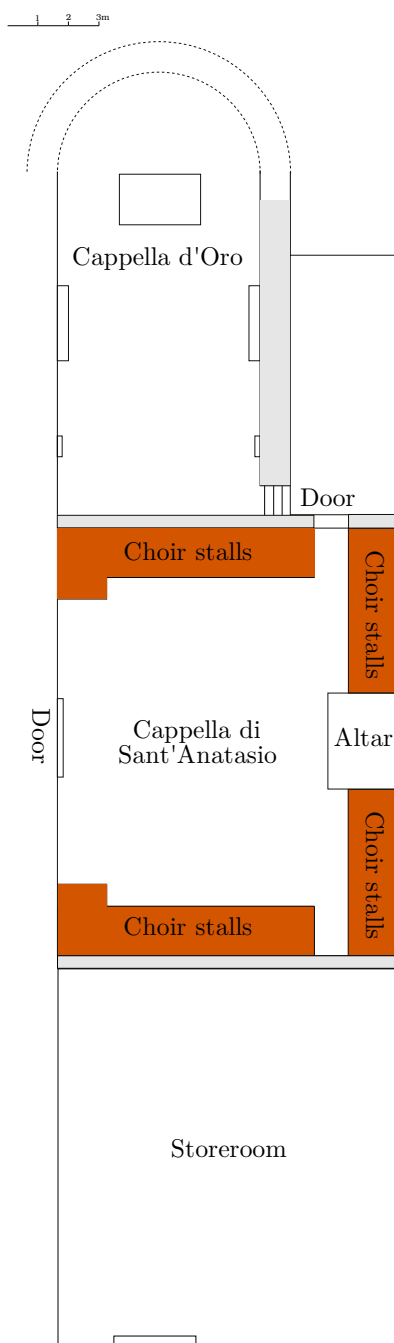 1 2 3m
Cappella d'Oro
Door
Choir stalls
Choir stalls
Door
Cappella di
Sant'Anatasio
Altar
Choir stalls
Choir stalls
Storeroom